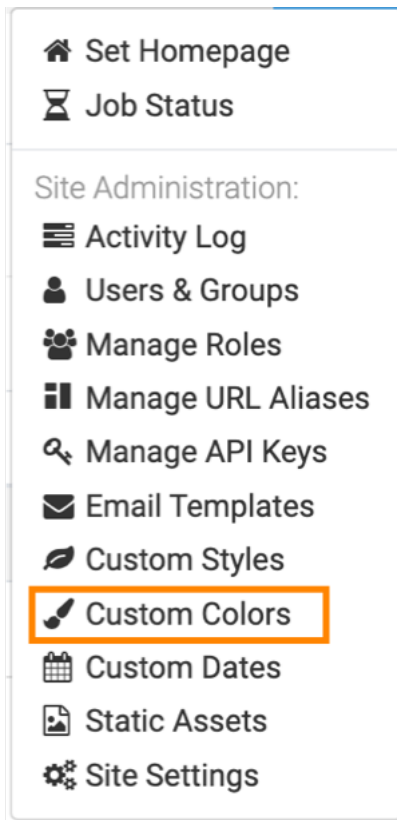 Set Homepage
Job Status
Site Administration:
Activity Log
Users & Groups
Manage Roles
Manage URL Aliases
Manage API Keys
Email Templates
Custom Styles
Custom Colors
Custom Dates
Static Assets
Site Settings